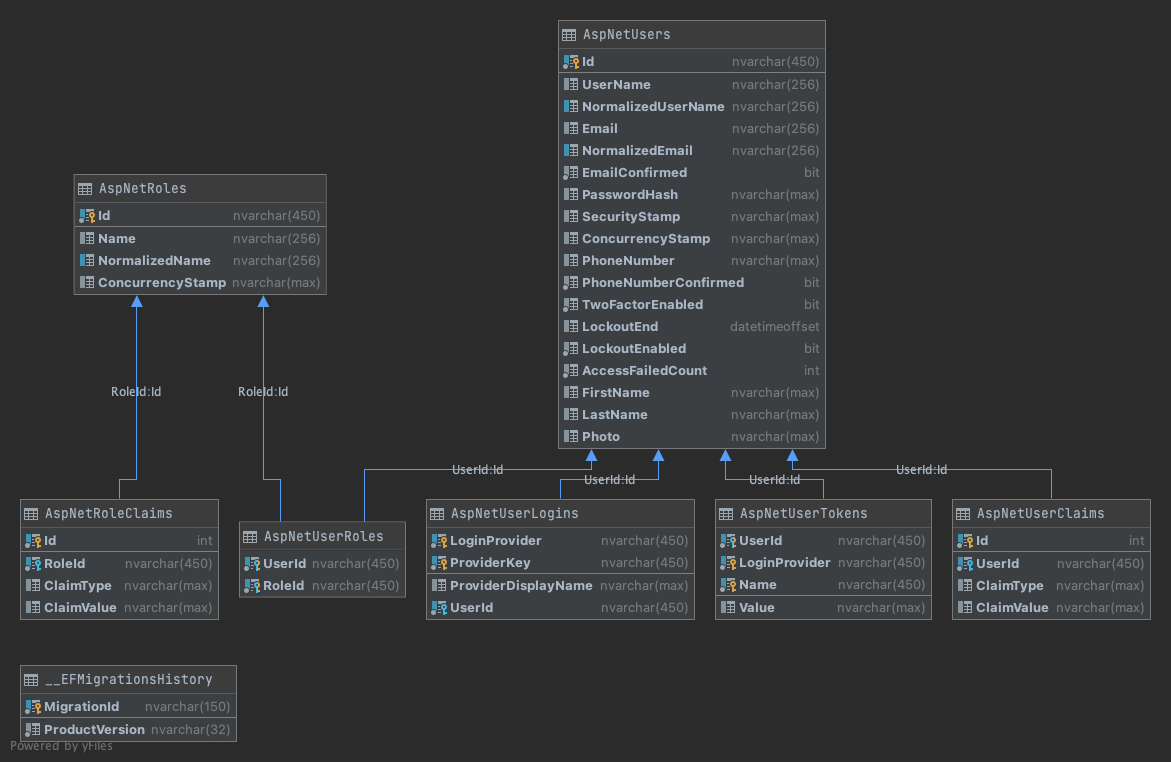 AspNetUsers
Id nvarchar(450)
UserName nvarchar(256)
NormalizedUserName nvarchar(256)
Email nvarchar(256)
NormalizedEmail nvarchar(256)
EmailConfirmed bit
PasswordHash nvarchar(max)
SecurityStamp nvarchar(max)
ConcurrencyStamp nvarchar(max)
PhoneNumber nvarchar(max)
PhoneNumberConfirmed bit
TwoFactorEnabled bit
LockoutEnd datetimeoffset
LockoutEnabled bit
AccessFailedCount int
FirstName nvarchar(max)
LastName nvarchar(max)
Photo nvarchar(max)
AspNetRoles
Id nvarchar(450)
Name nvarchar(256)
NormalizedName nvarchar(256)
ConcurrencyStamp nvarchar(max)
RoleId:Id
RoleId:Id
UserId:Id
UserId:Id
UserId:Id
UserId:Id
AspNetRoleClaims
Id int
RoleId nvarchar(450)
ClaimType nvarchar(max)
ClaimValue nvarchar(max)
AspNetUserRoles
UserId nvarchar(450)
RoleId nvarchar(450)
AspNetUserLogins
LoginProvider nvarchar(450)
ProviderKey nvarchar(450)
ProviderDisplayName nvarchar(max)
UserId nvarchar(450)
AspNetUserTokens
UserId nvarchar(450)
LoginProvider nvarchar(450)
Name nvarchar(450)
Value nvarchar(max)
AspNetUserClaims
Id int
UserId nvarchar(450)
ClaimType nvarchar(max)
ClaimValue nvarchar(max)
__EFMigrationsHistory
MigrationId nvarchar(150)
ProductVersion nvarchar(32)
Powered by yFiles